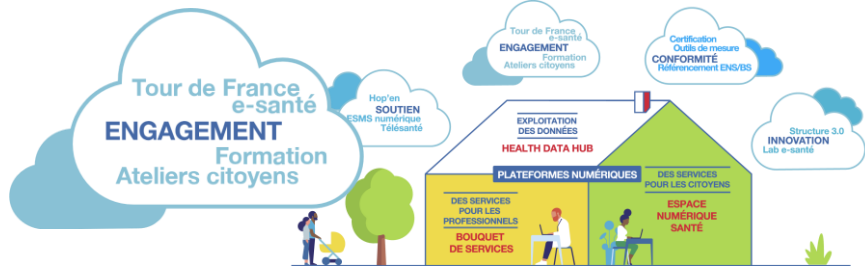 Tour de France
e-santé
ENGAGEMENT
Formation
Ateliers citoyens
Hop'en
SOUTIEN
ESMS numérique
Télésanté
Tour de France
e-santé
ENGAGEMENT
Formation
Ateliers citoyens
Certification
Outils de mesure
CONFORMITÉ
Référencement ENS/BS
Structure 3.0
INNOVATION
Lab e-santé
EXPLOITATION
DES DONNÉES
HEALTH DATA HUB
PLATEFORMES NUMÉRIQUES
DES SERVICES
POUR LES
PROFESSIONNELS
BOUQUET
DE SERVICES
DES SERVICES
POUR LES CITOYENS
ESPACE
NUMÉRIQUE
SANTÉ